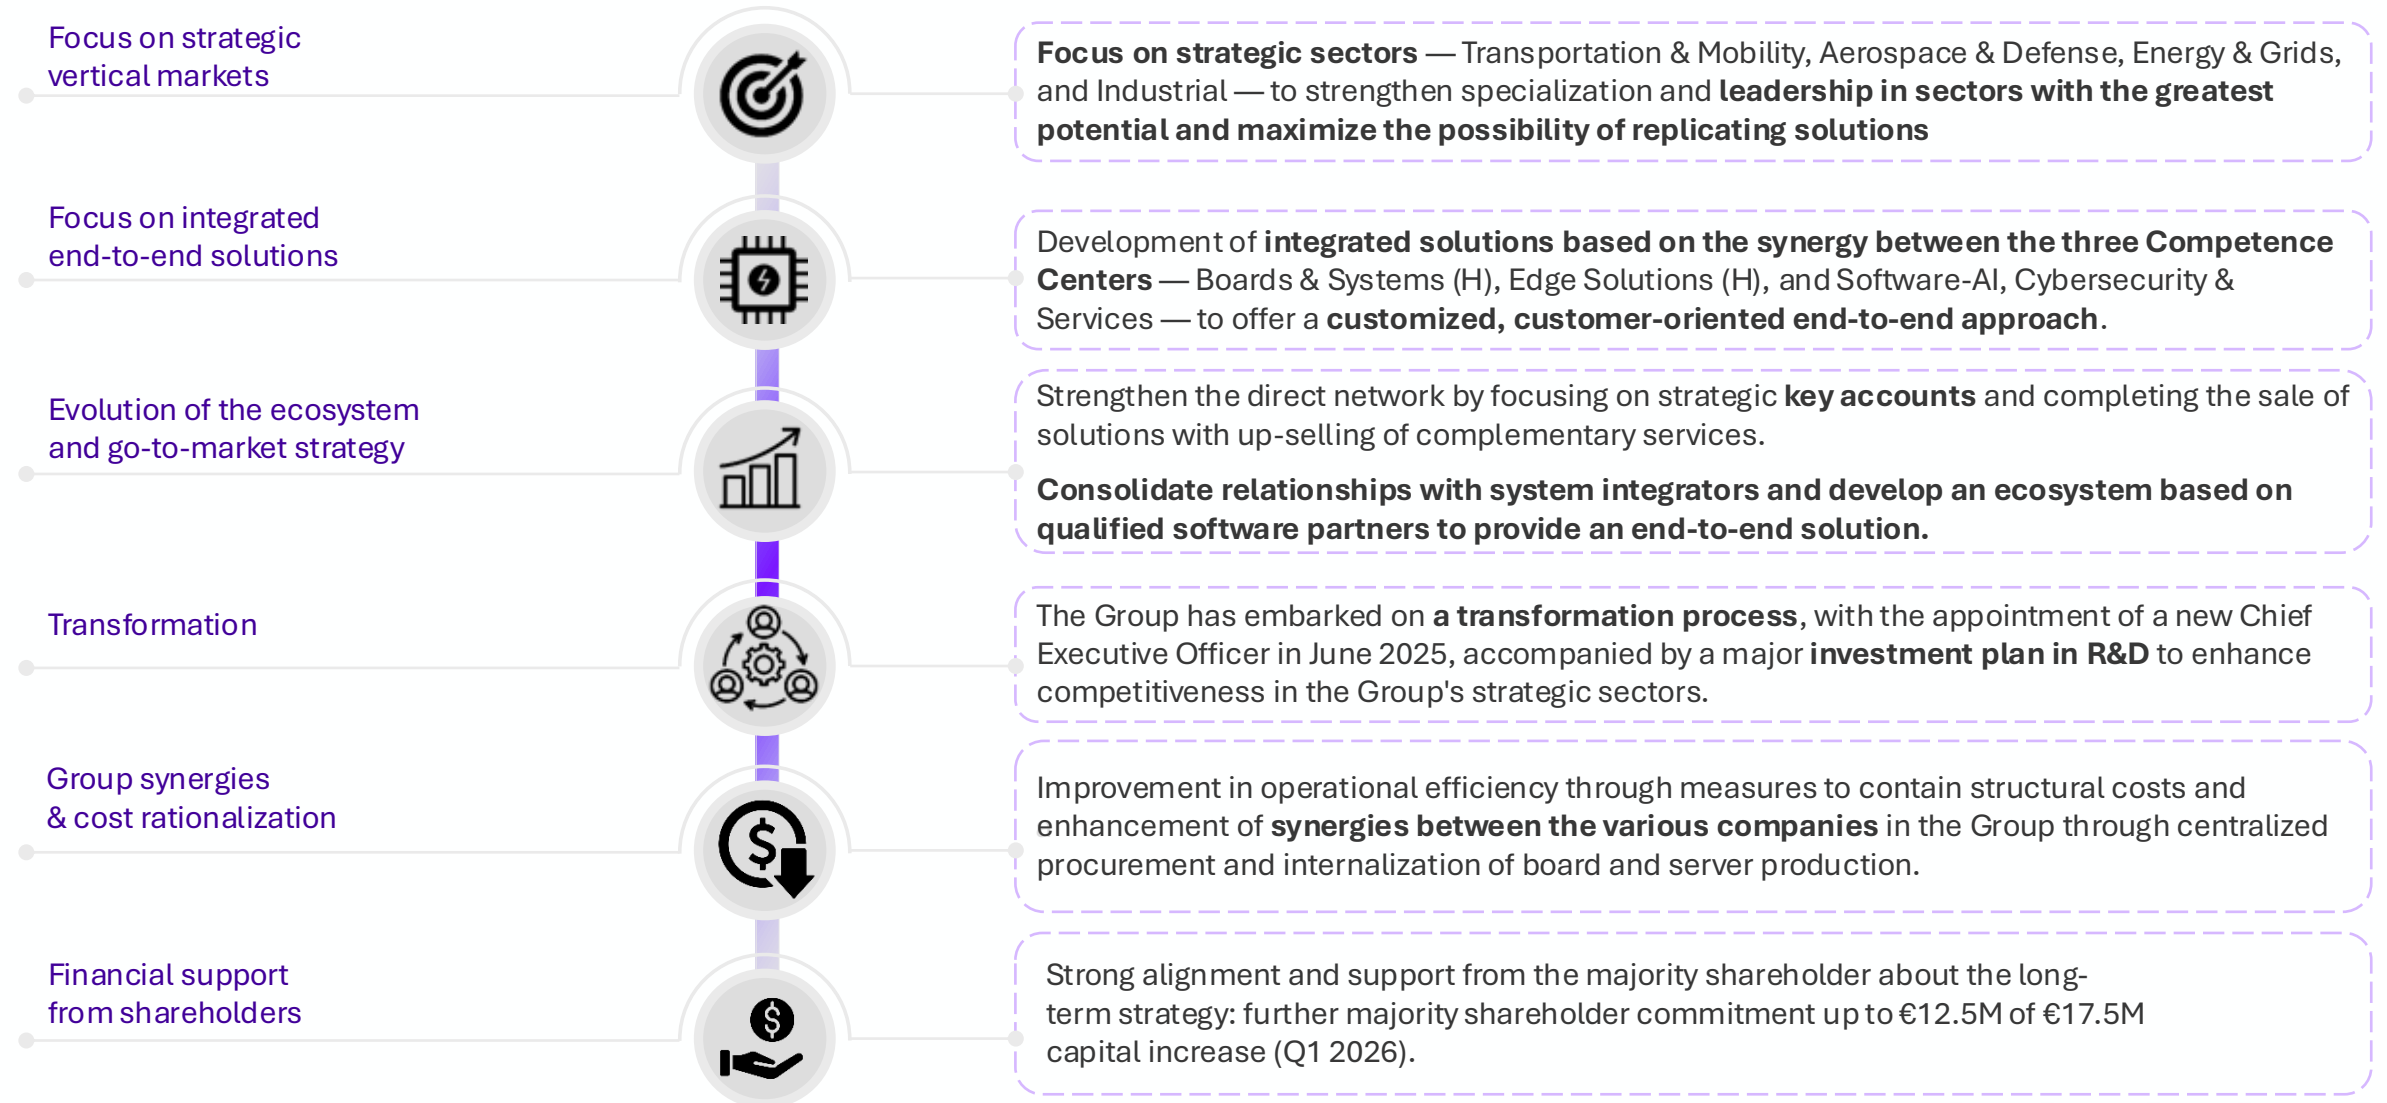 Focus on strategic
vertical markets
Focus on strategic sectors — Transportation & Mobility, Aerospace & Defense, Energy & Grids,
and Industrial — to strengthen specialization and leadership in sectors with the greatest
potential and maximize the possibility of replicating solutions
Focus on integrated
end-to-end solutions
Development of integrated solutions based on the synergy between the three Competence
Centers — Boards & Systems (H), Edge Solutions (H), and Software-AI, Cybersecurity &
Services — to offer a customized, customer-oriented end-to-end approach.
Evolution of the ecosystem
and go-to-market strategy
Strengthen the direct network by focusing on strategic key accounts and completing the sale of
solutions with up-selling of complementary services.
Consolidate relationships with system integrators and develop an ecosystem based on
qualified software partners to provide an end-to-end solution.
Transformation
The Group has embarked on a transformation process, with the appointment of a new Chief
Executive Officer in June 2025, accompanied by a major investment plan in R&D to enhance
competitiveness in the Group's strategic sectors.
Group synergies
& cost rationalization
Improvement in operational efficiency through measures to contain structural costs and
enhancement of synergies between the various companies in the Group through centralized
procurement and internalization of board and server production.
Financial support
from shareholders
Strong alignment and support from the majority shareholder about the long-
term strategy: further majority shareholder commitment up to €12.5M of €17.5M
capital increase (Q1 2026).